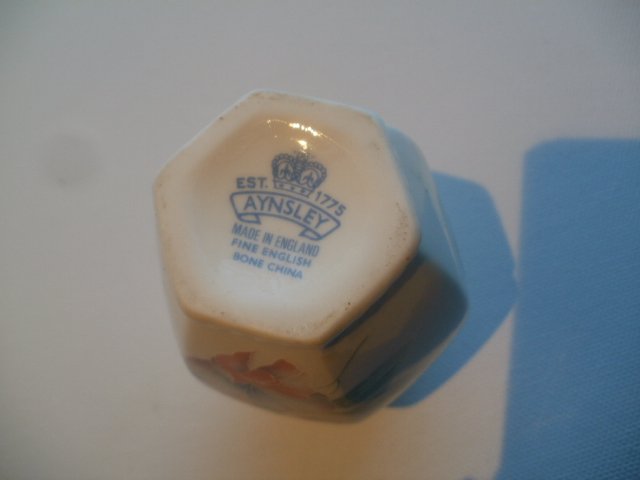 EST. 1775
AYNSLEY
MADE IN ENGLAND
FINE ENGLISH
BONE CHINA